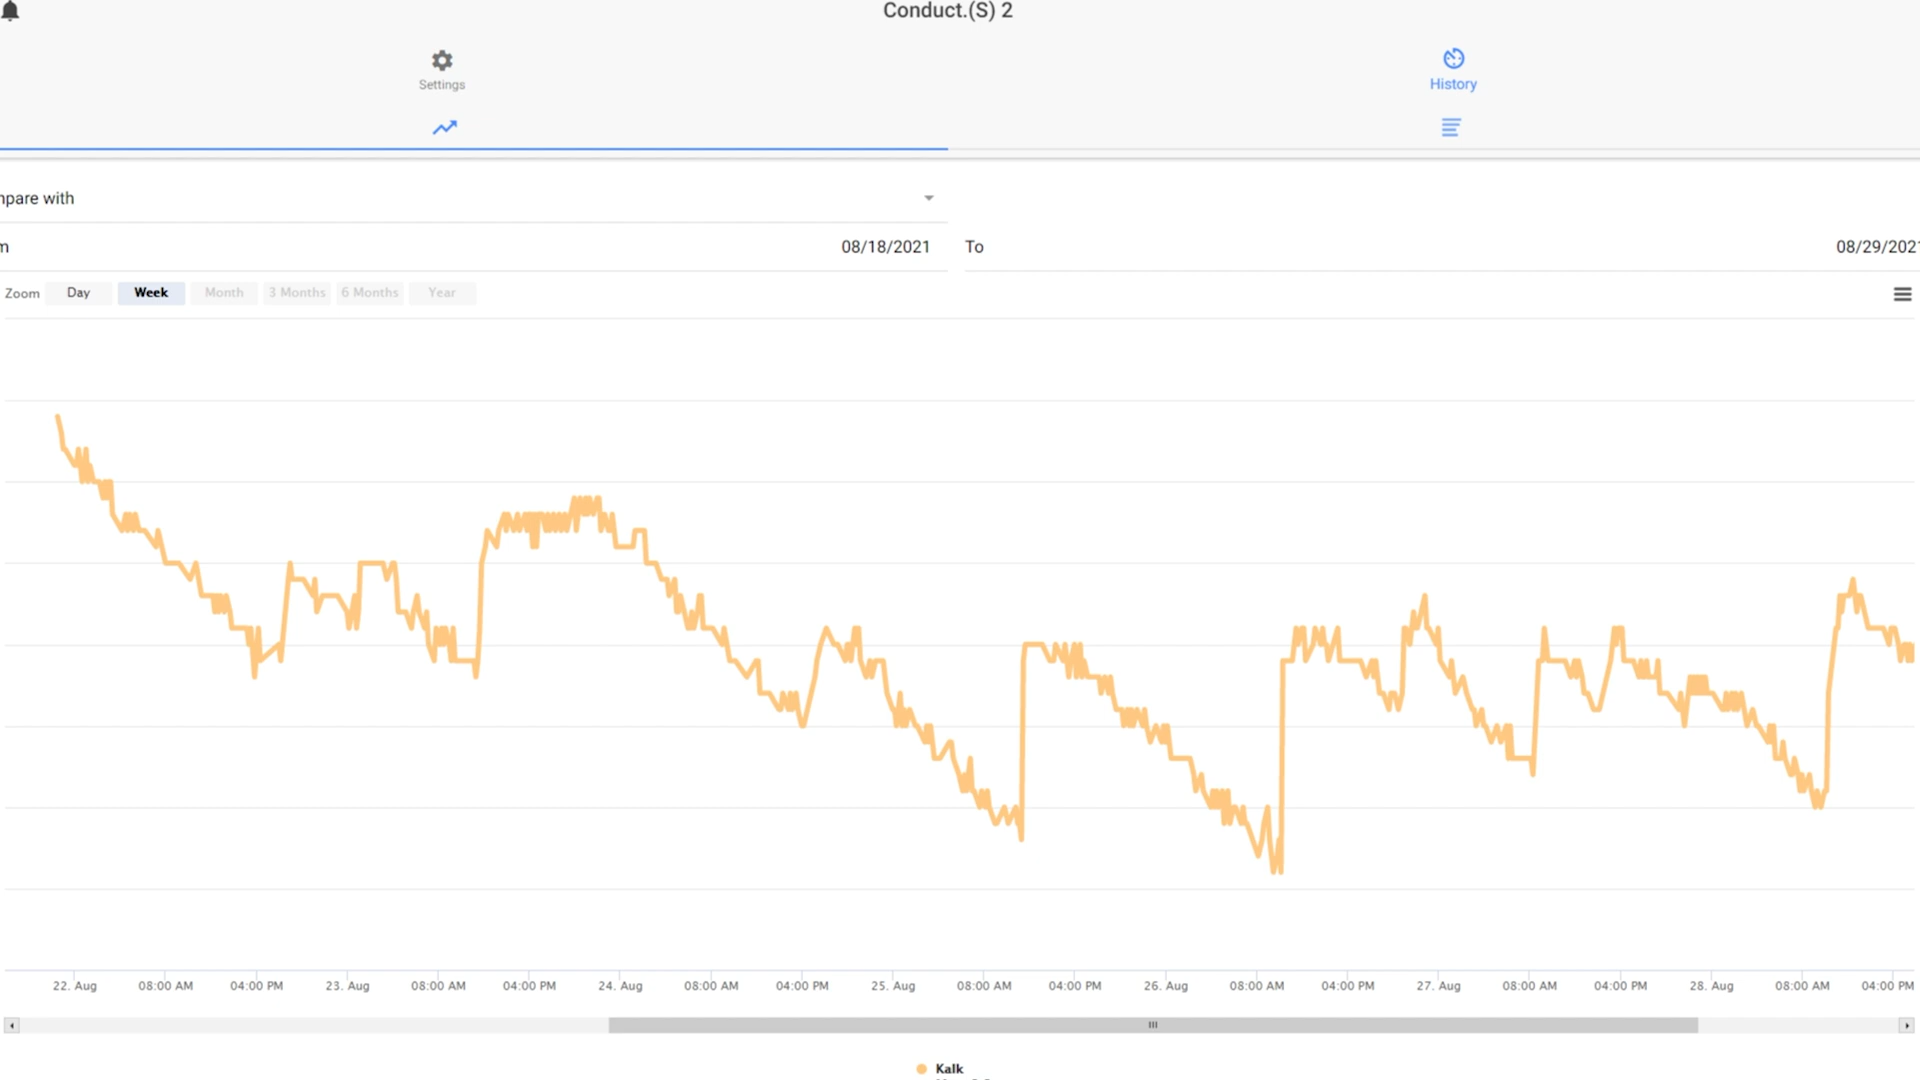 Conduct.(S) 2
Settings
History
npare with
m
08/18/2021
To
08/29/2021
Zoom
Day
Week
Month
3 Months
6 Months
Year
22. Aug
08:00 AM
04:00 PM
23. Aug
08:00 AM
04:00 PM
24. Aug
08:00 AM
04:00 PM
25. Aug
08:00 AM
04:00 PM
26. Aug
08:00 AM
04:00 PM
27. Aug
08:00 AM
04:00 PM
28. Aug
08:00 AM
04:00 PM
Kalk